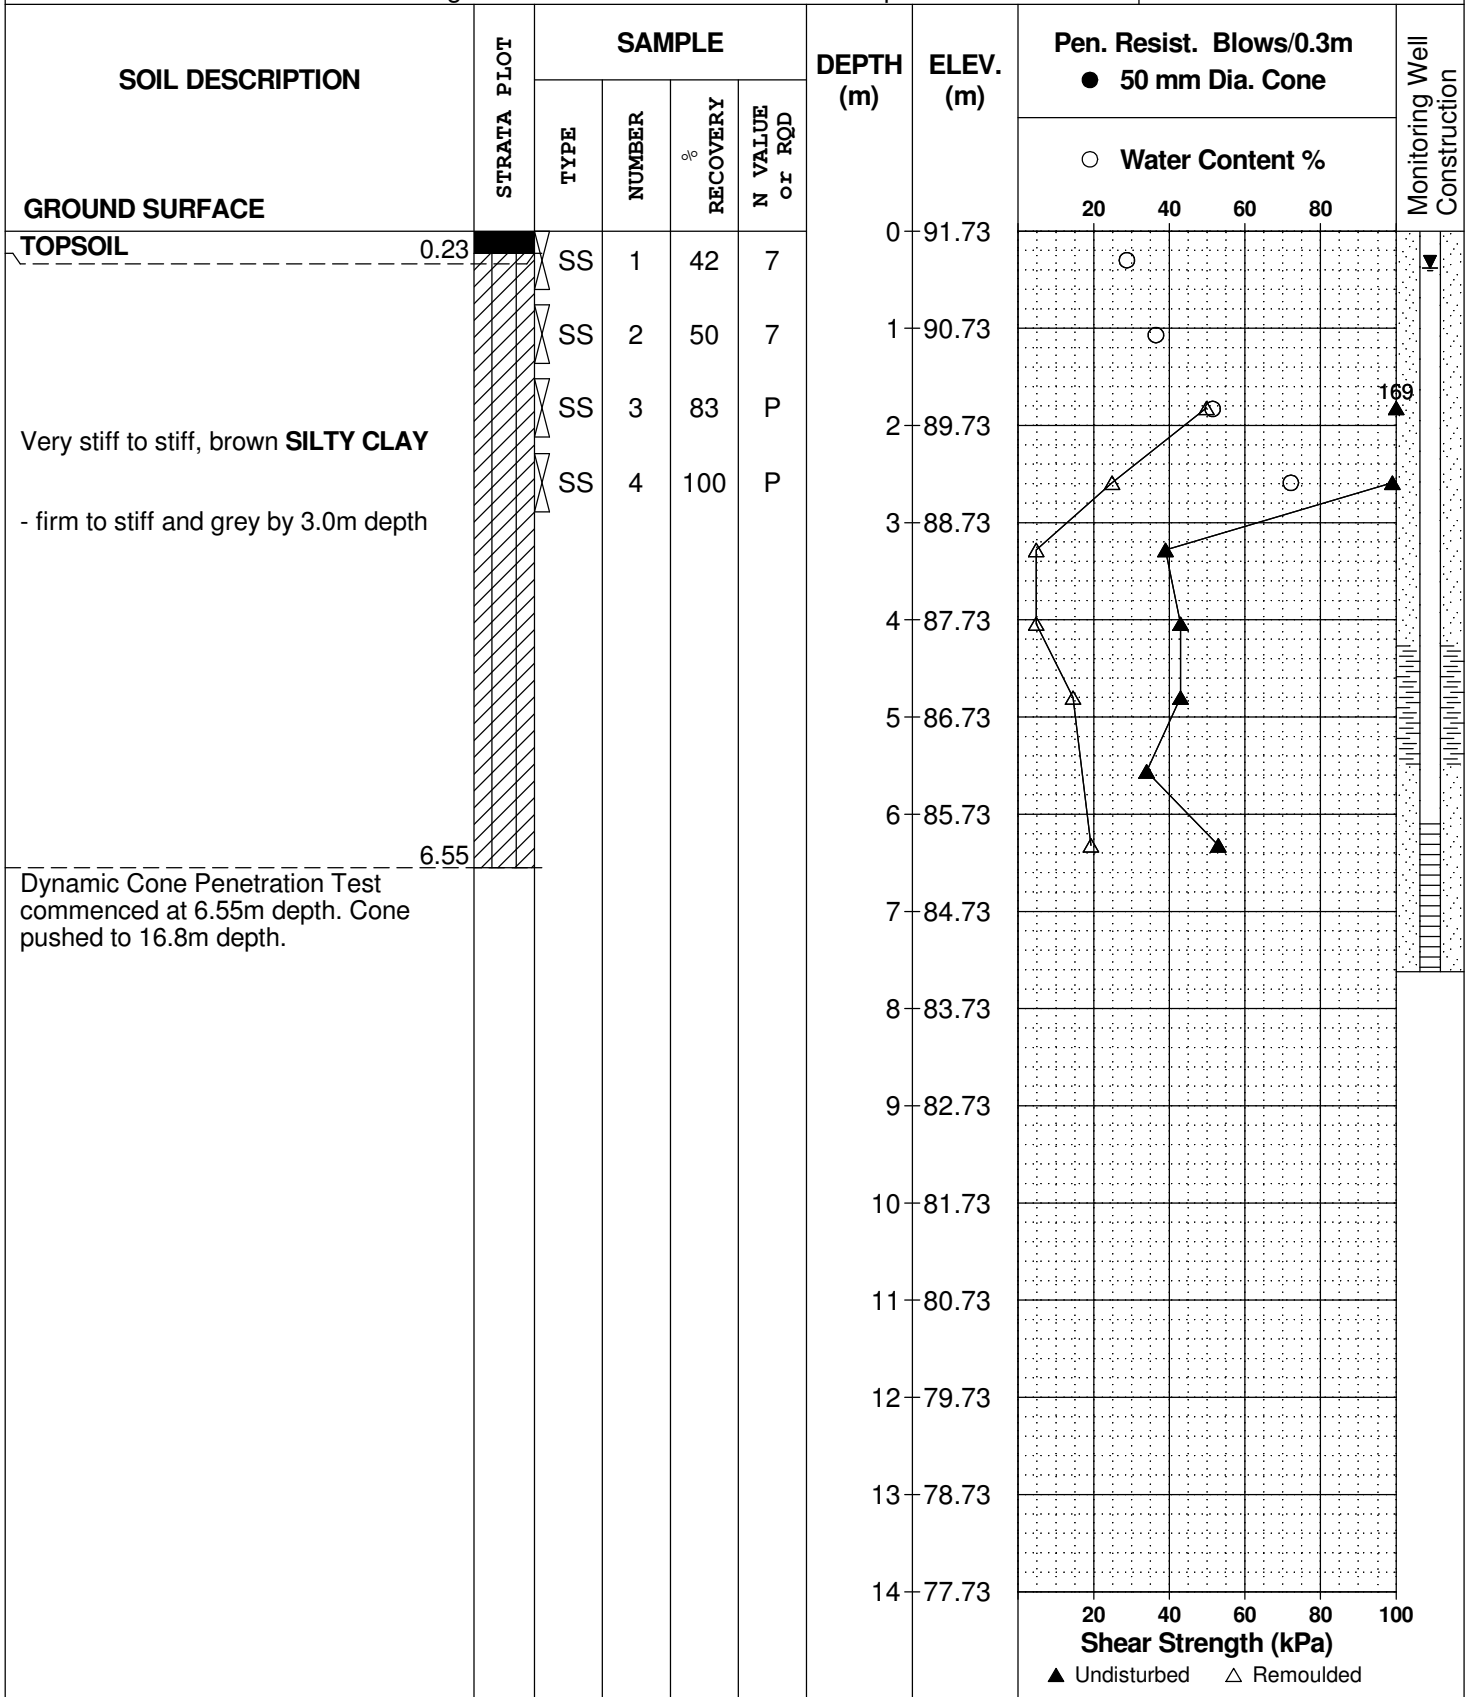 SOIL DESCRIPTION
GROUND SURFACE
STRATA PLOT
SAMPLE
TYPE
NUMBER
%
RECOVERY
N VALUE
or RQD
DEPTH
(m)
ELEV.
(m)
Pen. Resist. Blows/0.3m
● 50 mm Dia. Cone
○ Water Content %
20 40 60 80
Monitoring Well
Construction
TOPSOIL 0.23
SS 1 42 7
SS 2 50 7
SS 3 83 P
SS 4 100 P
Very stiff to stiff, brown SILTY CLAY
- firm to stiff and grey by 3.0m depth
6.55
Dynamic Cone Penetration Test
commenced at 6.55m depth. Cone
pushed to 16.8m depth.
0 91.73
1 90.73
2 89.73
3 88.73
4 87.73
5 86.73
6 85.73
7 84.73
8 83.73
9 82.73
10 81.73
11 80.73
12 79.73
13 78.73
14 77.73
169
20 40 60 80 100
Shear Strength (kPa)
▲ Undisturbed △ Remoulded